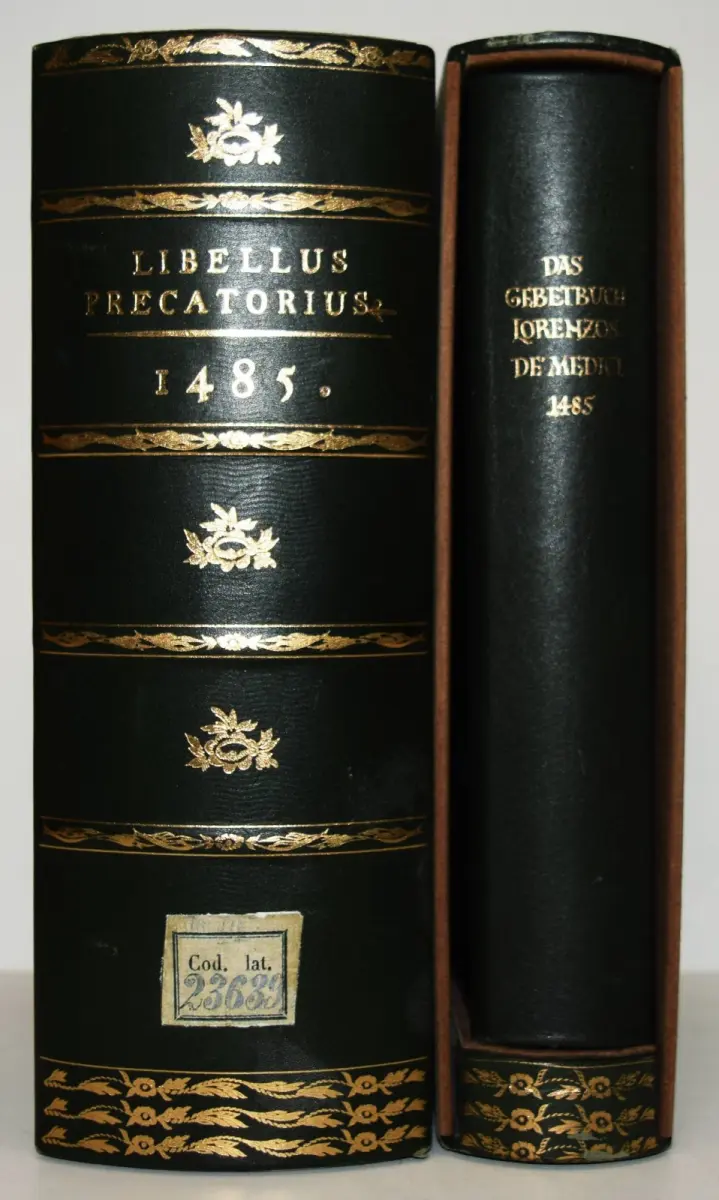 LIBELLUS
PRECATORIUS
1485.
Cod. lat.
23639
DAS
GEBETBUCH
LORENZOS
DE' MEDICI
1485